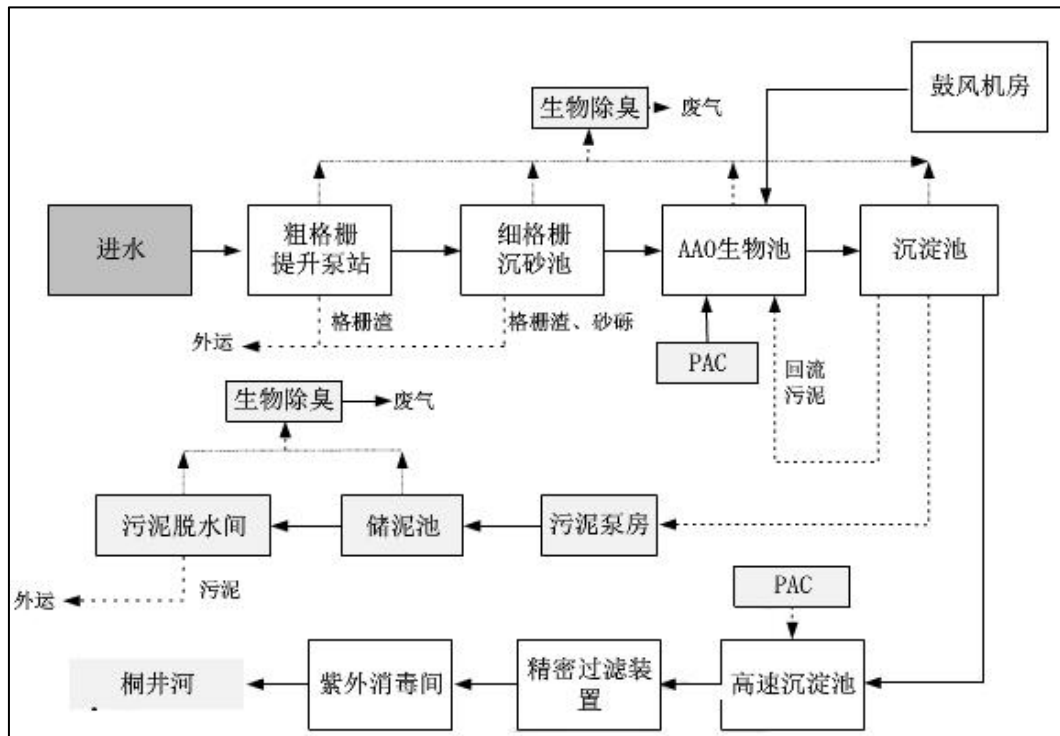 鼓风机房
生物除臭
废气
进水
粗格栅
提升泵站
细格栅
沉砂池
AAO生物池
沉淀池
格栅渣
格栅渣、砂砾
外运
PAC
回流
污泥
生物除臭
废气
污泥脱水间
储泥池
污泥泵房
污泥
外运
PAC
桐井河
紫外消毒间
精密过滤装
置
高速沉淀池